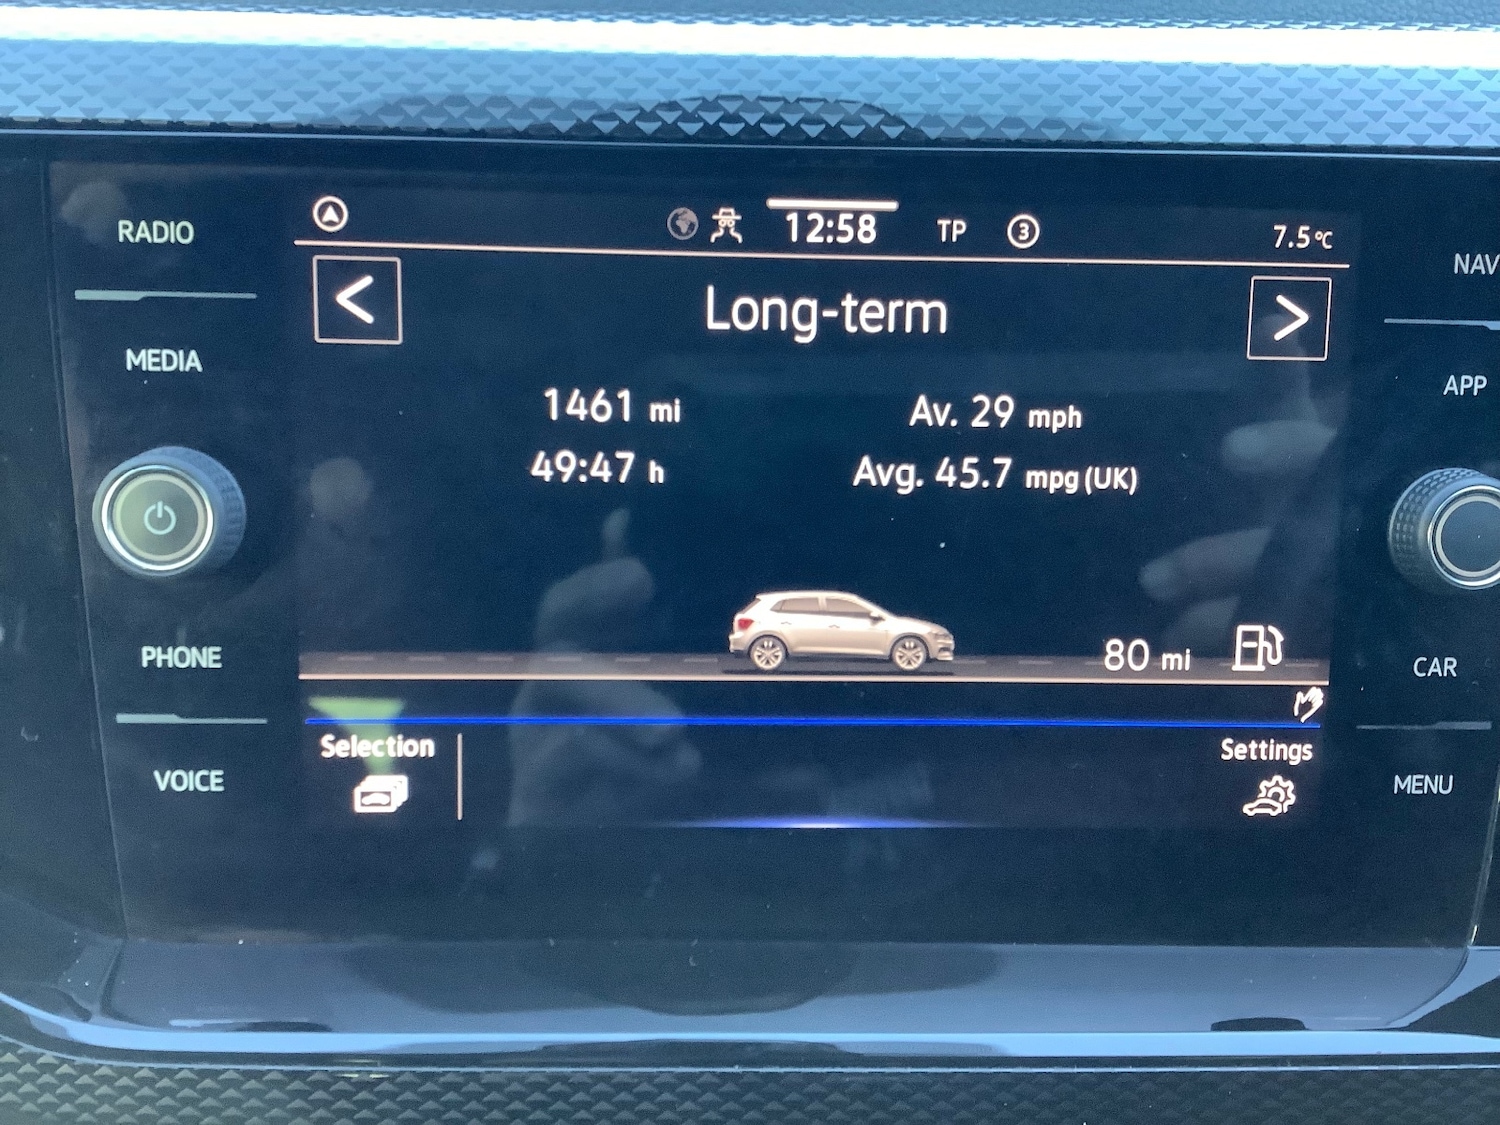 RADIO
MEDIA
PHONE
VOICE
12:58 TP 3 7.5°C
< Long-term >
1461 mi Av. 29 mph
49:47 h Avg. 45.7 mpg (UK)
80 mi
Selection Settings
NAV
APP
CAR
MENU